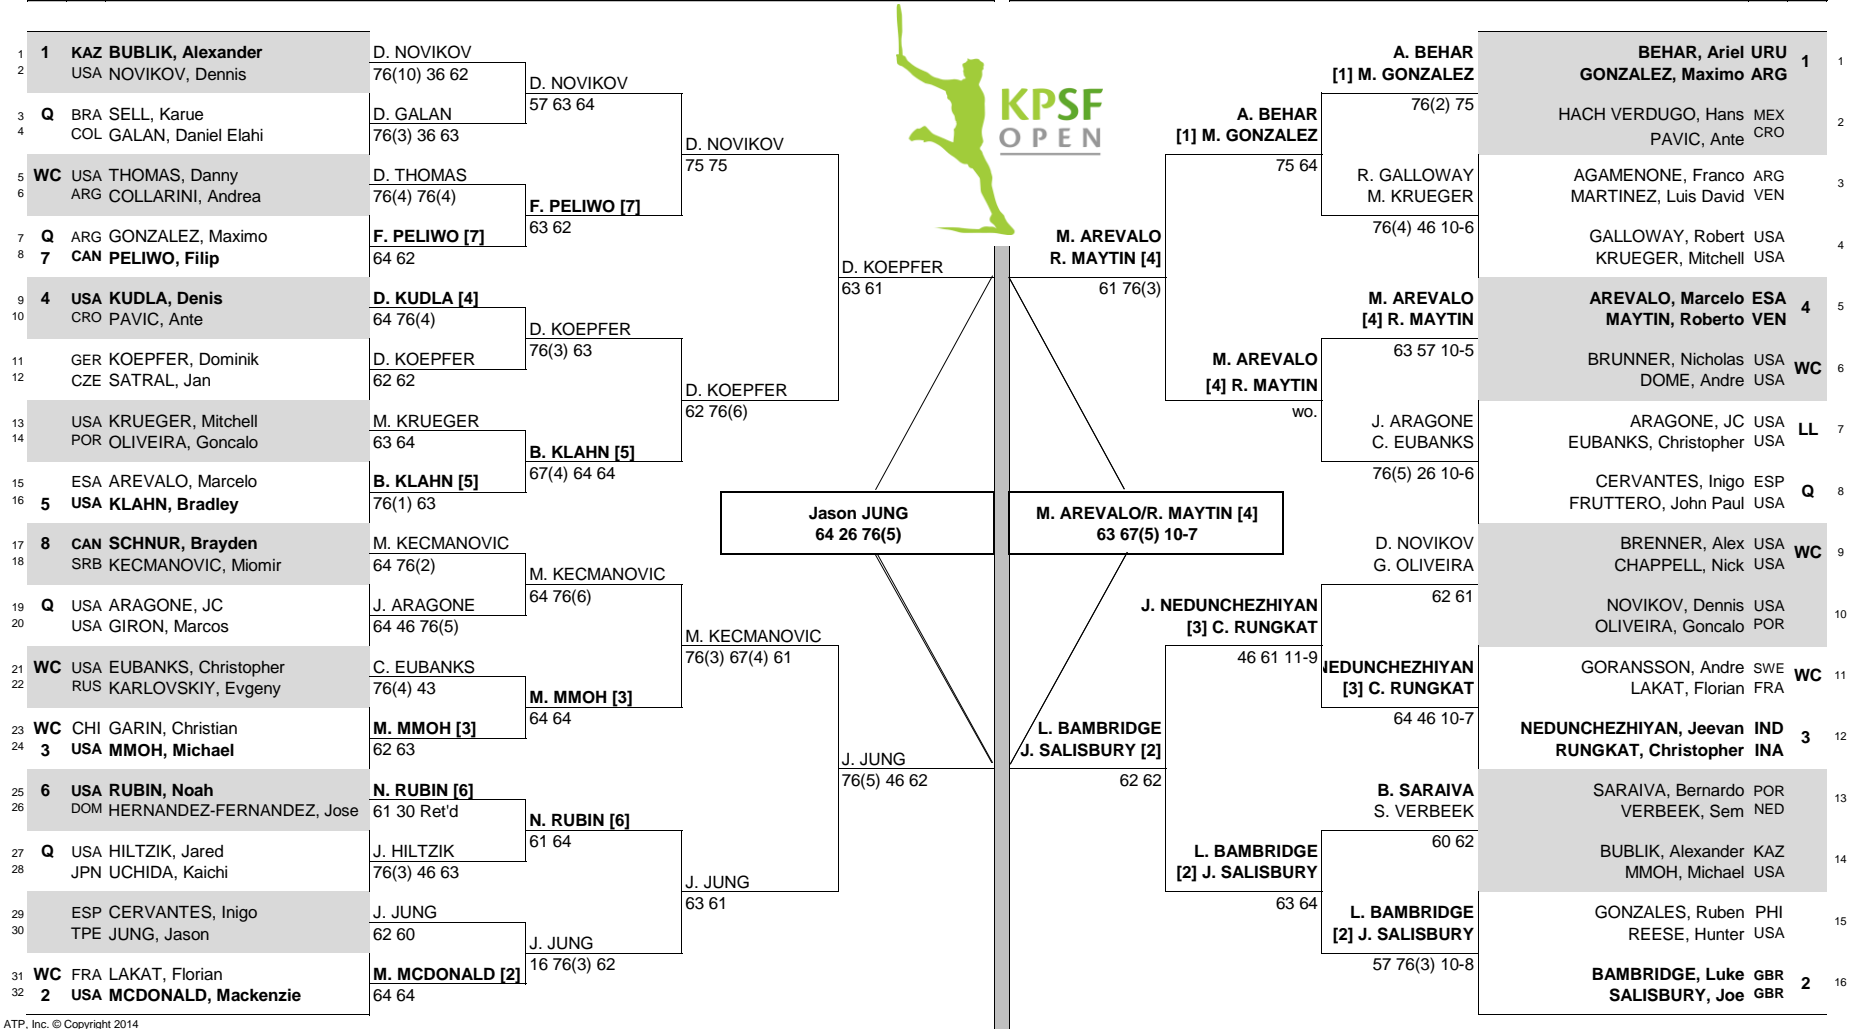 1 1 KAZ BUBLIK, Alexander
2 USA NOVIKOV, Dennis
3 Q BRA SELL, Karue
4 COL GALAN, Daniel Elahi
5 WC USA THOMAS, Danny
6 ARG COLLARINI, Andrea
7 Q ARG GONZALEZ, Maximo
8 7 CAN PELIWO, Filip
9 4 USA KUDLA, Denis
10 CRO PAVIC, Ante
11 GER KOEPFER, Dominik
12 CZE SATRAL, Jan
13 USA KRUEGER, Mitchell
14 POR OLIVEIRA, Goncalo
15 ESA AREVALO, Marcelo
16 5 USA KLAHN, Bradley
17 8 CAN SCHNUR, Brayden
18 SRB KECMANOVIC, Miomir
19 Q USA ARAGONE, JC
20 USA GIRON, Marcos
21 WC USA EUBANKS, Christopher
22 RUS KARLOVSKIY, Evgeny
23 WC CHI GARIN, Christian
24 3 USA MMOH, Michael
25 6 USA RUBIN, Noah
26 DOM HERNANDEZ-FERNANDEZ, Jose
27 Q USA HILTZIK, Jared
28 JPN UCHIDA, Kaichi
29 ESP CERVANTES, Inigo
30 TPE JUNG, Jason
31 WC FRA LAKAT, Florian
32 2 USA MCDONALD, Mackenzie
D. NOVIKOV
76(10) 36 62
D. GALAN
76(3) 36 63
D. THOMAS
76(4) 76(4)
F. PELIWO [7]
64 62
D. KUDLA [4]
64 76(4)
D. KOEPFER
62 62
M. KRUEGER
63 64
B. KLAHN [5]
76(1) 63
M. KECMANOVIC
64 76(2)
J. ARAGONE
64 46 76(5)
C. EUBANKS
76(4) 43
M. MMOH [3]
62 63
N. RUBIN [6]
61 30 Ret'd
J. HILTZIK
76(3) 46 63
J. JUNG
62 60
M. MCDONALD [2]
64 64
D. NOVIKOV
57 63 64
F. PELIWO [7]
63 62
D. KOEPFER
76(3) 63
B. KLAHN [5]
67(4) 64 64
M. KECMANOVIC
64 76(6)
M. MMOH [3]
64 64
N. RUBIN [6]
61 64
J. JUNG
16 76(3) 62
D. NOVIKOV
75 75
D. KOEPFER
62 76(6)
M. KECMANOVIC
76(3) 67(4) 61
J. JUNG
63 61
D. KOEPFER
63 61
J. JUNG
76(5) 46 62
Jason JUNG
64 26 76(5)
KPSF
OPEN
M. AREVALO/R. MAYTIN [4]
63 67(5) 10-7
M. AREVALO
R. MAYTIN [4]
61 76(3)
L. BAMBRIDGE
J. SALISBURY [2]
62 62
A. BEHAR
[1] M. GONZALEZ
75 64
M. AREVALO
[4] R. MAYTIN
wo.
J. NEDUNCHEZHIYAN
[3] C. RUNGKAT
46 61 11-9
L. BAMBRIDGE
[2] J. SALISBURY
63 64
A. BEHAR
[1] M. GONZALEZ
76(2) 75
R. GALLOWAY
M. KRUEGER
76(4) 46 10-6
M. AREVALO
[4] R. MAYTIN
63 57 10-5
J. ARAGONE
C. EUBANKS
76(5) 26 10-6
D. NOVIKOV
G. OLIVEIRA
62 61
NEDUNCHEZHIYAN
[3] C. RUNGKAT
64 46 10-7
B. SARAIVA
S. VERBEEK
60 62
L. BAMBRIDGE
[2] J. SALISBURY
57 76(3) 10-8
BEHAR, Ariel URU
GONZALEZ, Maximo ARG
1 1
HACH VERDUGO, Hans MEX
PAVIC, Ante CRO
2
AGAMENONE, Franco ARG
MARTINEZ, Luis David VEN
3
GALLOWAY, Robert USA
KRUEGER, Mitchell USA
4
AREVALO, Marcelo ESA
MAYTIN, Roberto VEN
4 5
BRUNNER, Nicholas USA
DOME, Andre USA
WC 6
ARAGONE, JC USA
EUBANKS, Christopher USA
LL 7
CERVANTES, Inigo ESP
FRUTTERO, John Paul USA
Q 8
BRENNER, Alex USA
CHAPPELL, Nick USA
WC 9
NOVIKOV, Dennis USA
OLIVEIRA, Goncalo POR
10
GORANSSON, Andre SWE
LAKAT, Florian FRA
WC 11
NEDUNCHEZHIYAN, Jeevan IND
RUNGKAT, Christopher INA
3 12
SARAIVA, Bernardo POR
VERBEEK, Sem NED
13
BUBLIK, Alexander KAZ
MMOH, Michael USA
14
GONZALES, Ruben PHI
REESE, Hunter USA
15
BAMBRIDGE, Luke GBR
SALISBURY, Joe GBR
2 16
ATP, Inc. © Copyright 2014